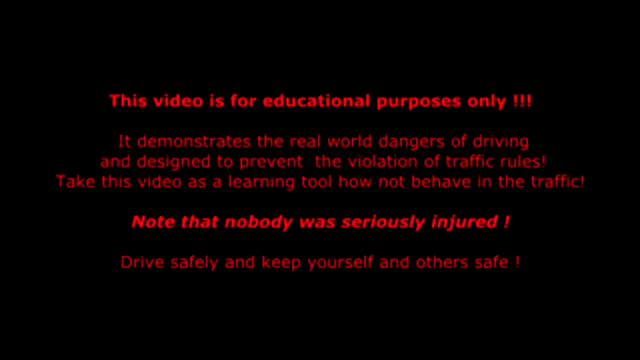 This video is for educational purposes only !!!
It demonstrates the real world dangers of driving
and designed to prevent  the violation of traffic rules!
Take this video as a learning tool how not behave in the traffic!
Note that nobody was seriously injured !
Drive safely and keep yourself and others safe !